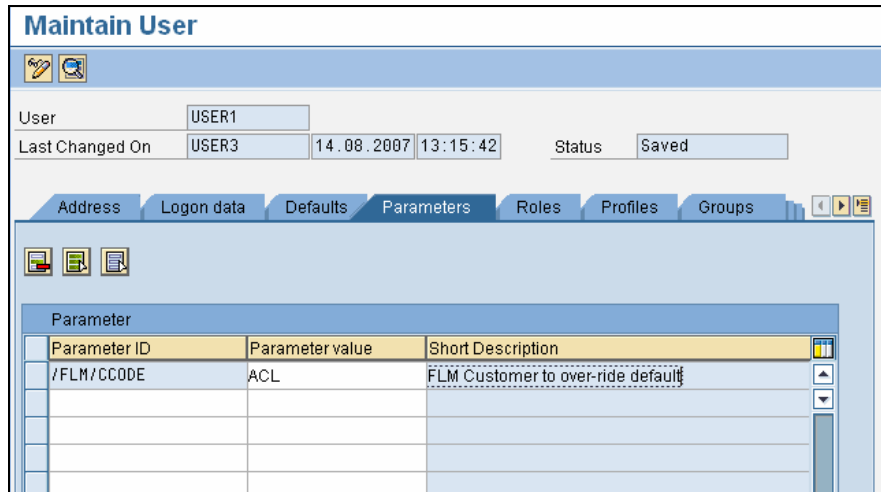 Maintain User
User USER1
Last Changed On USER3 14.08.2007 13:15:42 Status Saved
Address Logon data Defaults Parameters Roles Profiles Groups
Parameter
Parameter ID Parameter value Short Description
/FLM/CCODE ACL FLM Customer to over-ride default